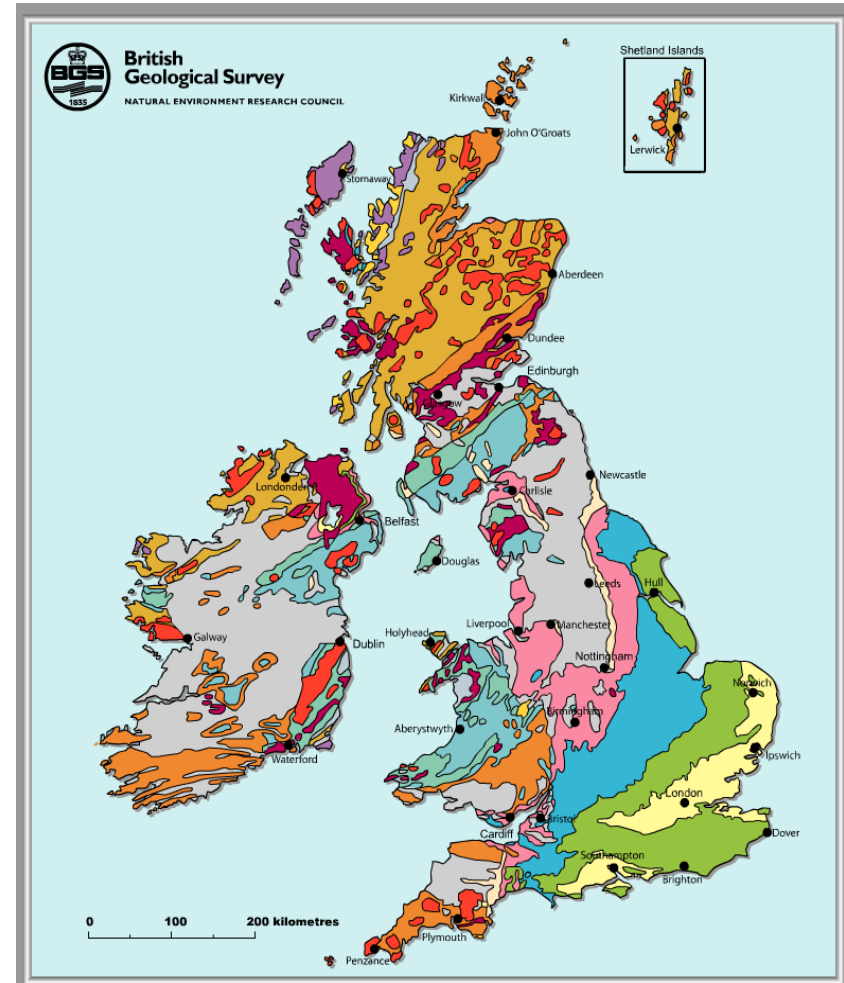 British
Geological Survey
NATURAL ENVIRONMENT RESEARCH COUNCIL
BGS
1835
Shetland Islands
Lerwick
Kirkwall
John O'Groats
Stornaway
Aberdeen
Dundee
Edinburgh
Glasgow
Londonderry
Newcastle
Carlisle
Belfast
Douglas
Leeds
Hull
Galway
Dublin
Holyhead
Liverpool
Manchester
Nottingham
Norwich
Birmingham
Aberystwyth
Ipswich
Waterford
London
Cardiff
Bristol
Dover
Southampton
Brighton
0 100 200 kilometres
Plymouth
Penzance